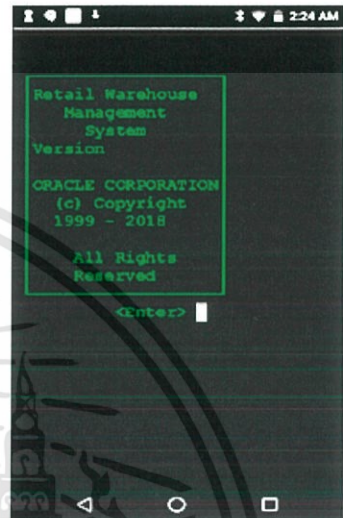 2:24 AM
Retail Warehouse
Management
System
Version
ORACLE CORPORATION
(c) Copyright
1999 - 2018
All Rights
Reserved
<Enter>